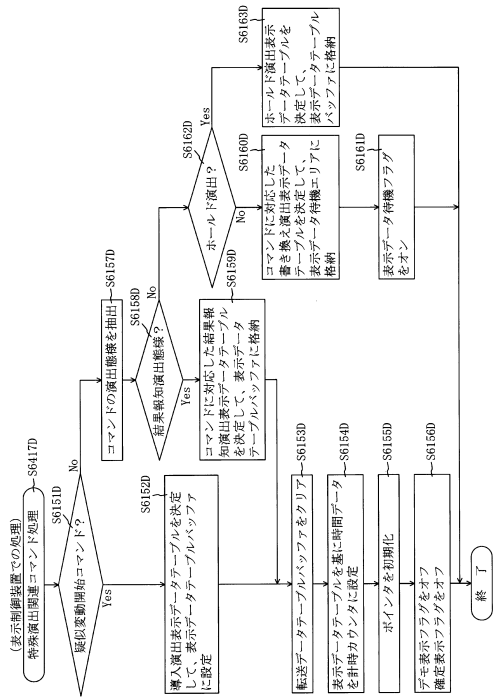 (表示制御装置での処理)
特殊演出関連コマンド処理
S6417D
疑似変動開始コマンド?
S6151D
Yes
No
導入演出表示データテーブルを決定
して、表示データテーブルバッファ
に設定
S6152D
コマンドの演出態様を抽出
S6157D
結果報知演出態様?
S6158D
Yes
No
コマンドに対応した結果報
知演出表示データテーブル
を決定して、表示データ
テーブルバッファに格納
S6159D
ホールド演出?
S6162D
Yes
No
コマンドに対応した
書き換え演出表示データ
テーブルを決定して、
表示データ待機エリアに
格納
S6160D
表示データ待機フラグ
をオン
S6161D
ホールド演出表示
データテーブルを
決定して、
表示データテーブル
バッファに格納
S6163D
転送データテーブルバッファをクリア
S6153D
表示データテーブルを基に時間データ
を計時カウンタに設定
S6154D
ポインタを初期化
S6155D
デモ表示フラグをオフ
確定表示フラグをオフ
S6156D
終 了